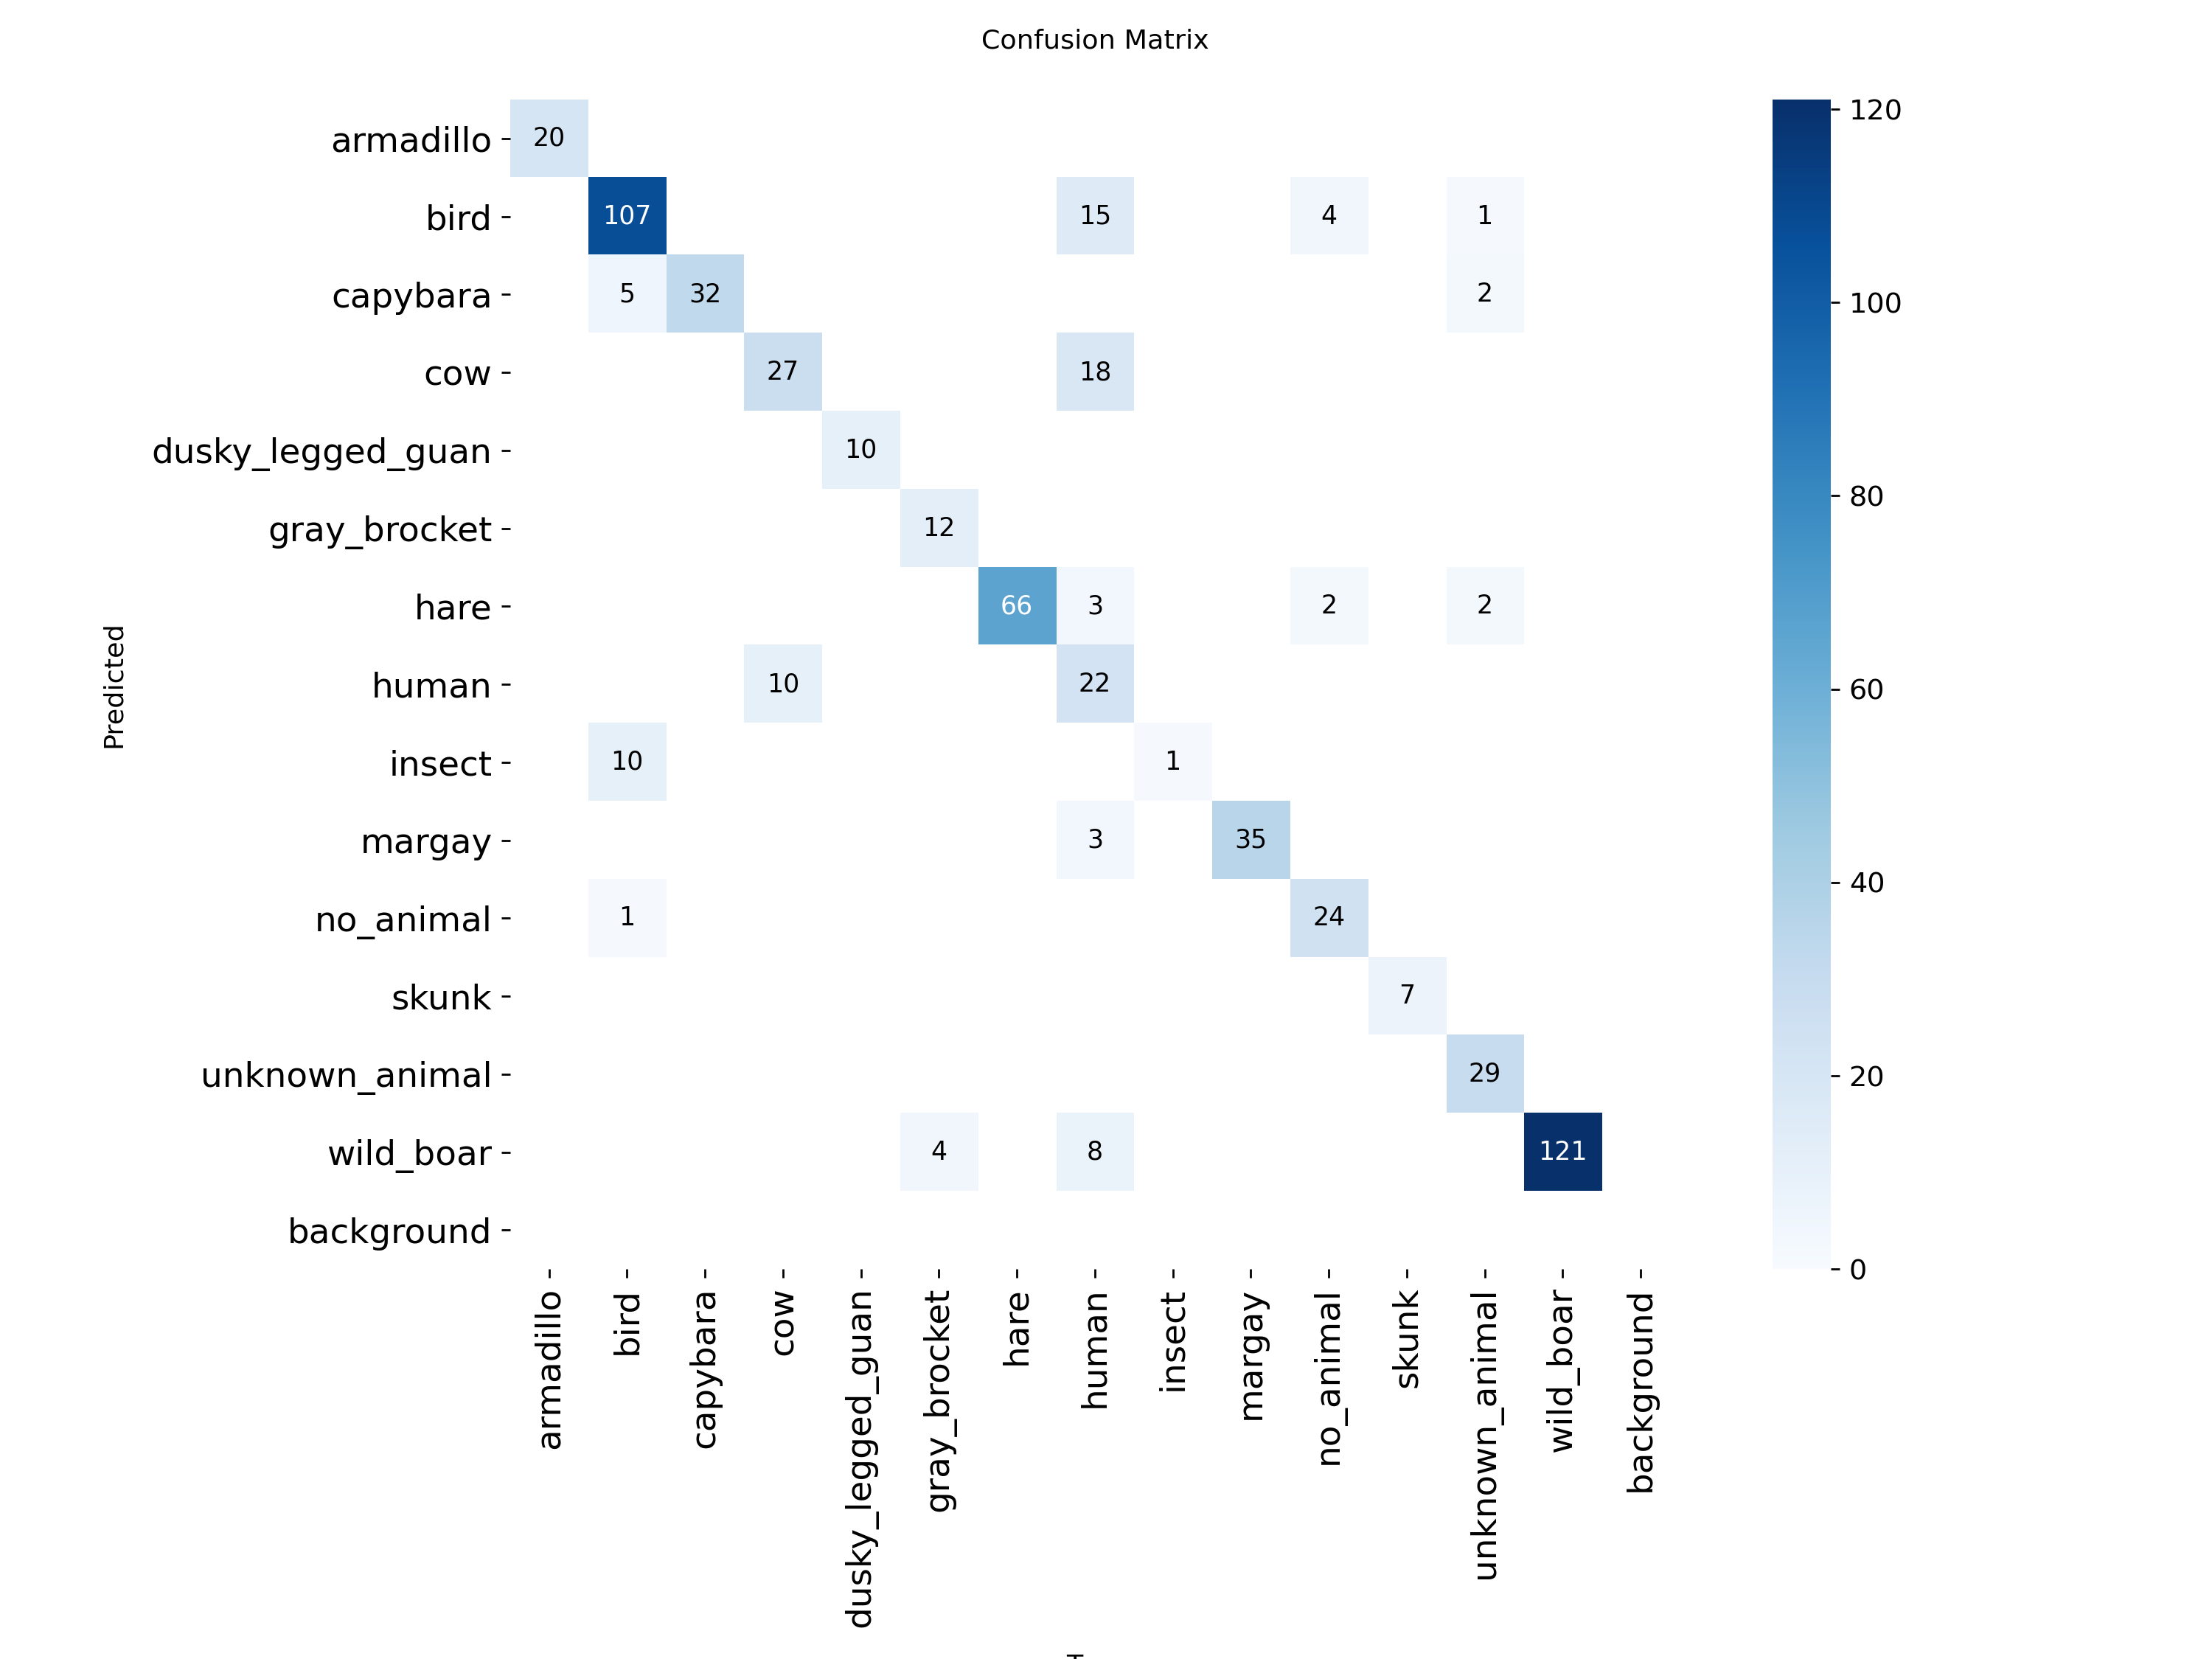 Confusion Matrix
armadillo 20
bird 107 15 4 1
capybara 5 32 2
cow 27 18
dusky_legged_guan 10
gray_brocket 12
hare 66 3 2 2
human 10 22
insect 10 1
margay 3 35
no_animal 1 24
skunk 7
unknown_animal 29
wild_boar 4 8 121
background
Predicted
armadillo
bird
capybara
cow
dusky_legged_guan
gray_brocket
hare
human
insect
margay
no_animal
skunk
unknown_animal
wild_boar
background
120
100
80
60
40
20
0